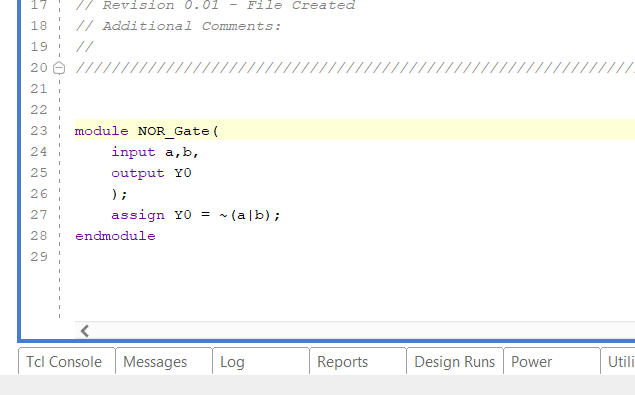 17 // Revision 0.01 - File Created
18 // Additional Comments:
19 //
20 //////////////////////////////////////////////////////////////
21
22
23 module NOR_Gate(
24 input a,b,
25 output Y0
26 );
27 assign Y0 = ~(a|b);
28 endmodule
29
Tcl Console Messages Log Reports Design Runs Power Utili